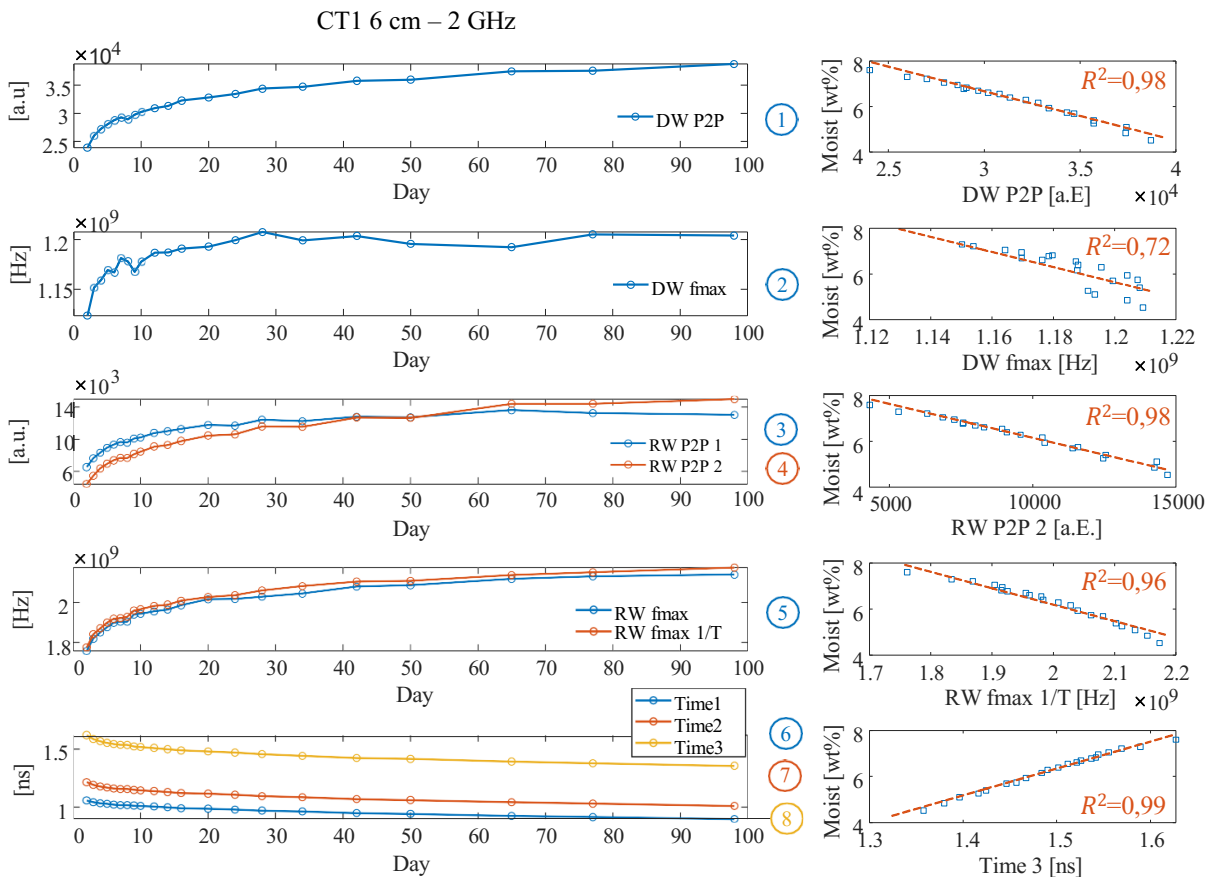 CT1 6 cm – 2 GHz
×10^4
[a.u]
3.5
3
2.5
DW P2P
0 10 20 30 40 50 60 70 80 90 100
Day
1
Moist [wt%]
8
6
4
R²=0,98
2.5 3 3.5 4
DW P2P [a.E] ×10^4
×10^9
[Hz]
1.2
1.15
DW fmax
0 10 20 30 40 50 60 70 80 90 100
Day
2
Moist [wt%]
8
6
4
R²=0,72
1.12 1.14 1.16 1.18 1.2 1.22
DW fmax [Hz] ×10^9
×10^3
[a.u.]
14
10
6
RW P2P 1
RW P2P 2
0 10 20 30 40 50 60 70 80 90 100
Day
3
4
Moist [wt%]
8
6
4
R²=0,98
5000 10000 15000
RW P2P 2 [a.E.]
×10^9
[Hz]
2
1.8
RW fmax
RW fmax 1/T
0 10 20 30 40 50 60 70 80 90 100
Day
5
Moist [wt%]
8
6
4
R²=0,96
1.7 1.8 1.9 2 2.1 2.2
RW fmax 1/T [Hz] ×10^9
[ns]
1.5
1
Time1
Time2
Time3
0 10 20 30 40 50 60 70 80 90 100
Day
6
7
8
Moist [wt%]
8
6
4
R²=0,99
1.3 1.4 1.5 1.6
Time 3 [ns]